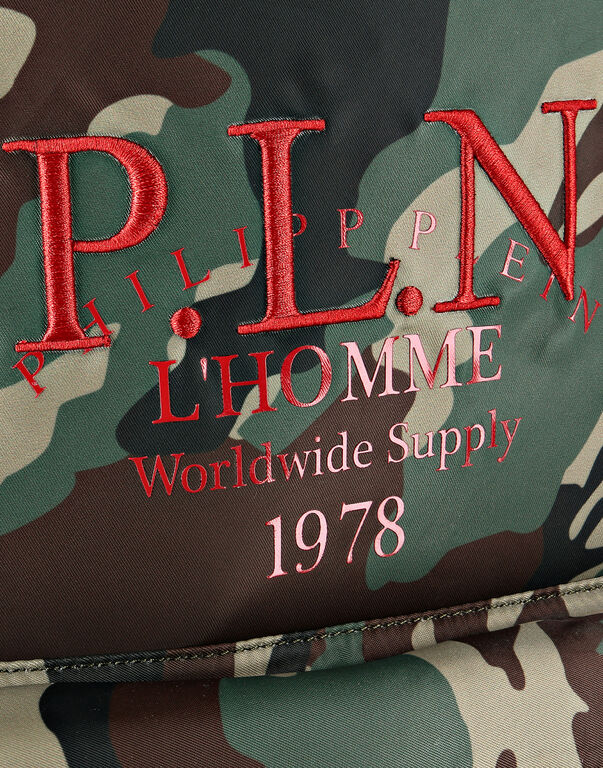 P.L.N
PHILIPP PLEIN
L'HOMME
Worldwide Supply
1978